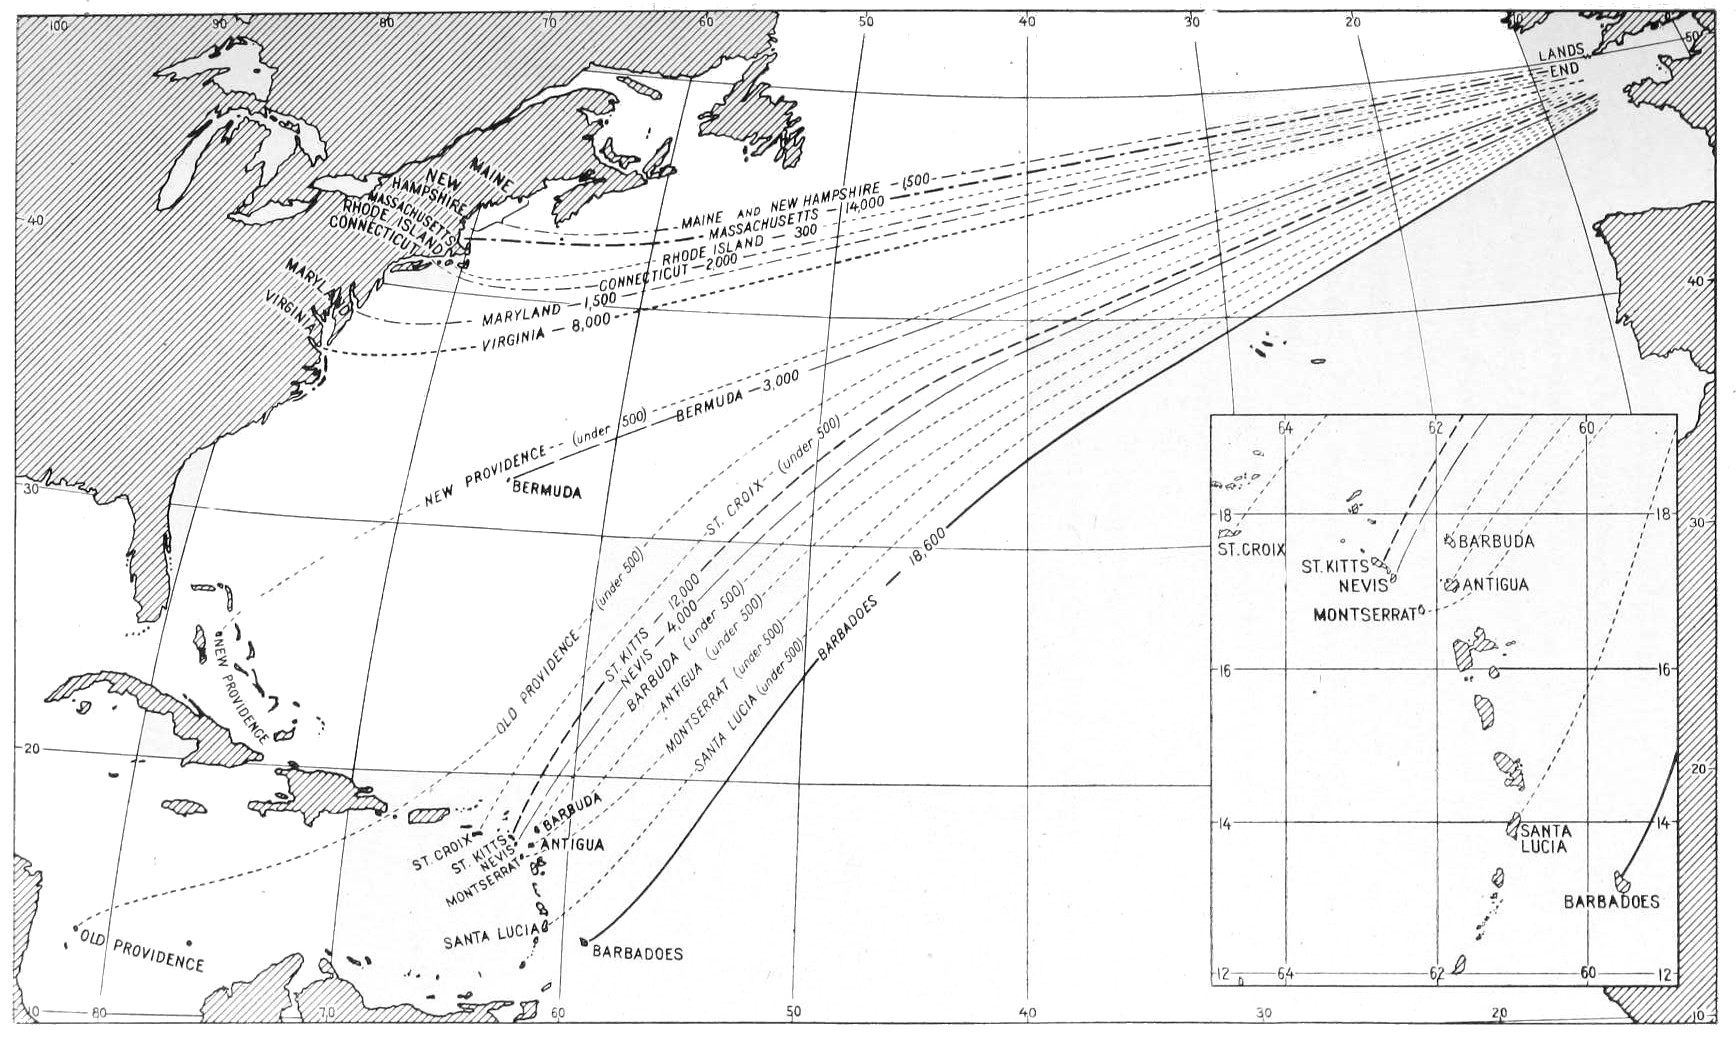 100
90
80
70
60
50
40
30
20
10
50
LANDS
END
MAINE
NEW
HAMPSHIRE
MASSACHUSETTS
RHODE ISLAND
CONNECTICUT
MARYLAND
VIRGINIA
MAINE AND NEW HAMPSHIRE — 1500
MASSACHUSETTS — 14,000
RHODE ISLAND — 300
CONNECTICUT — 2,000
MARYLAND — 1,500
VIRGINIA — 8,000
40
40
NEW PROVIDENCE — (under 500)
BERMUDA — 3,000
BERMUDA
30
30
ST. CROIX — (under 500)
OLD PROVIDENCE (under 500)
ST. KITTS — 12,000
NEVIS — 4,000
BARBUDA (under 500)
ANTIGUA (under 500)
MONTSERRAT (under 500)
SANTA LUCIA (under 500)
BARBADOES — 18,600
NEW PROVIDENCE
20
20
BARBUDA
ST. CROIX
ST. KITTS
NEVIS
ANTIGUA
MONTSERRAT
SANTA LUCIA
BARBADOES
OLD PROVIDENCE
64
62
60
18
18
ST. CROIX
BARBUDA
ST. KITTS
NEVIS
ANTIGUA
MONTSERRAT
16
16
14
14
SANTA
LUCIA
BARBADOES
12
64
62
60
12
10
80
70
60
50
40
30
20
10